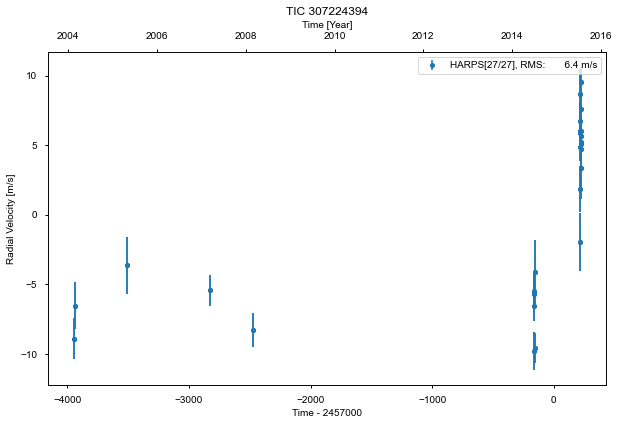 TIC 307224394
Time [Year]
2004 2006 2008 2010 2012 2014 2016
HARPS[27/27], RMS: 6.4 m/s
Radial Velocity [m/s]
10
5
0
−5
−10
−4000 −3000 −2000 −1000 0
Time - 2457000